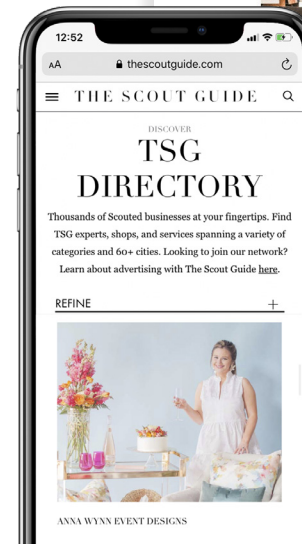 12:52
AA
thescoutguide.com
THE SCOUT GUIDE
DISCOVER
TSG
DIRECTORY
Thousands of Scouted businesses at your fingertips. Find
TSG experts, shops, and services spanning a variety of
categories and 60+ cities. Looking to join our network?
Learn about advertising with The Scout Guide here.
REFINE +
ANNA WYNN EVENT DESIGNS